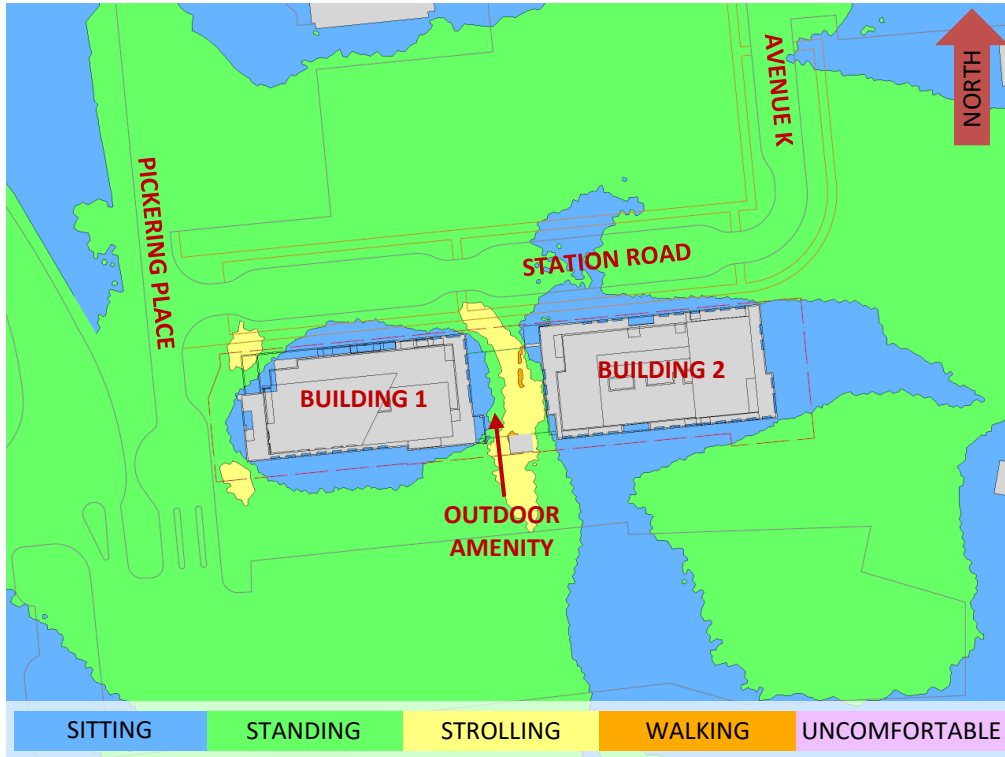 NORTH
AVENUE K
PICKERING PLACE
STATION ROAD
BUILDING 1
BUILDING 2
OUTDOOR
AMENITY
SITTING
STANDING
STROLLING
WALKING
UNCOMFORTABLE